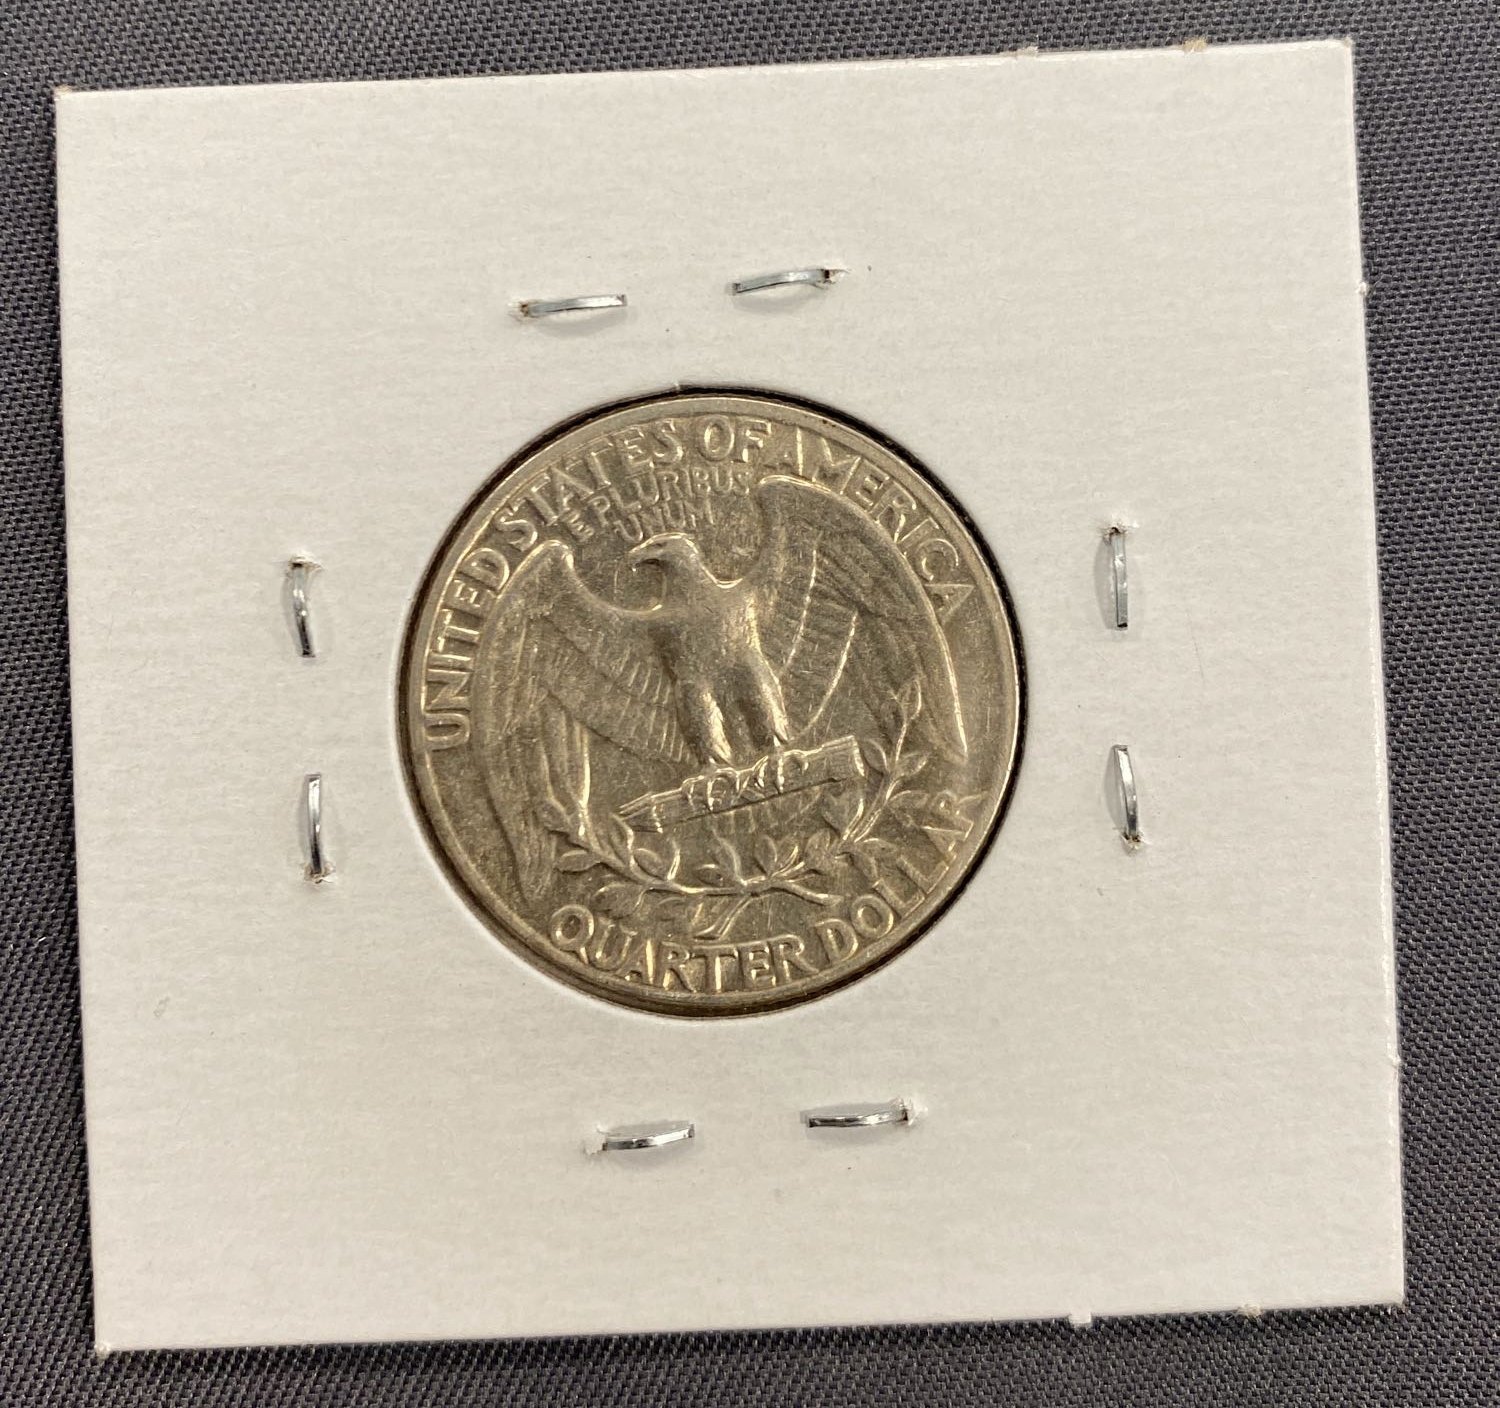 UNITED STATES OF AMERICA
E PLURIBUS
UNUM
QUARTER DOLLAR